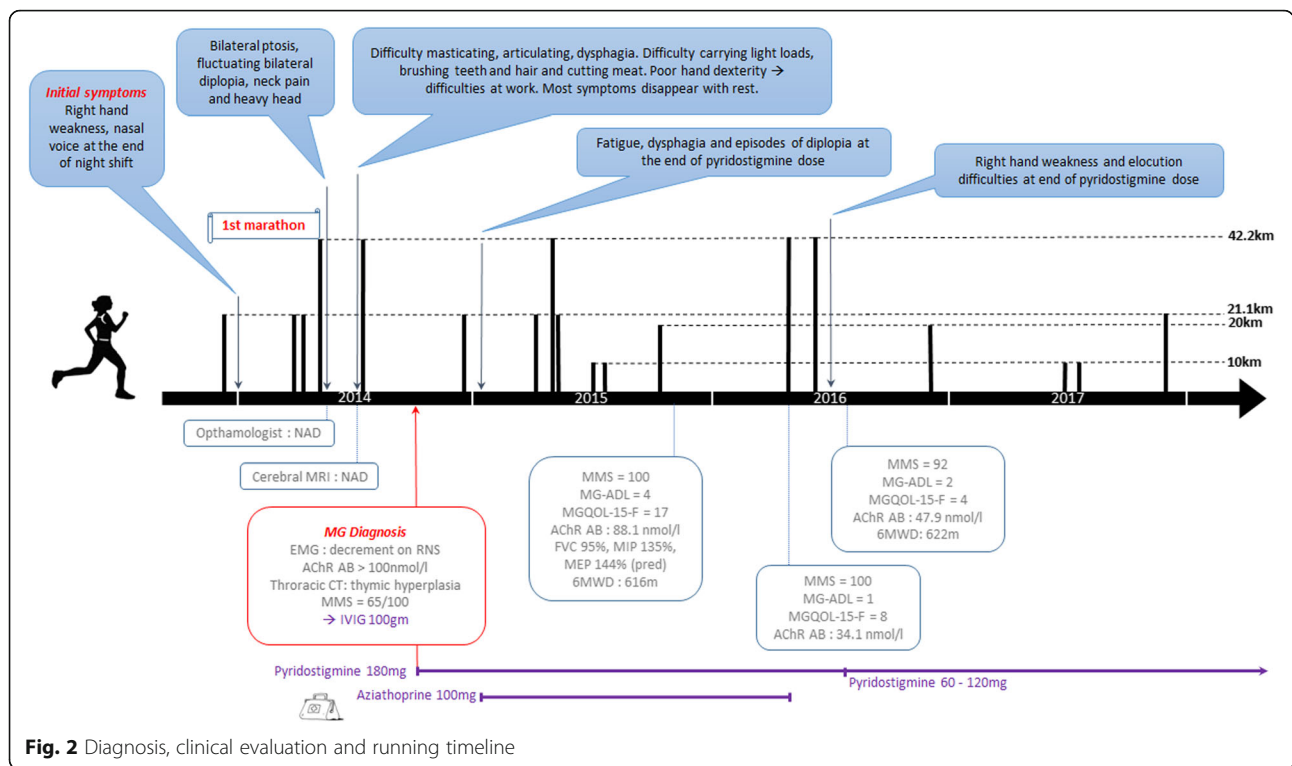 Initial symptoms
Right hand
weakness, nasal
voice at the end
of night shift
Bilateral ptosis,
fluctuating bilateral
diplopia, neck pain
and heavy head
Difficulty masticating, articulating, dysphagia. Difficulty carrying light loads,
brushing teeth and hair and cutting meat. Poor hand dexterity →
difficulties at work. Most symptoms disappear with rest.
Fatigue, dysphagia and episodes of diplopia at
the end of pyridostigmine dose
Right hand weakness and elocution
difficulties at end of pyridostigmine dose
1st marathon
42.2km
21.1km
20km
10km
2014
2015
2016
2017
Opthamologist : NAD
Cerebral MRI : NAD
MG Diagnosis
EMG : decrement on RNS
AChR AB > 100nmol/l
Throracic CT: thymic hyperplasia
MMS = 65/100
→ IVIG 100gm
MMS = 100
MG-ADL = 4
MGQOL-15-F = 17
AChR AB : 88.1 nmol/l
FVC 95%, MIP 135%,
MEP 144% (pred)
6MWD : 616m
MMS = 100
MG-ADL = 1
MGQOL-15-F = 8
AChR AB : 34.1 nmol/l
MMS = 92
MG-ADL = 2
MGQOL-15-F = 4
AChR AB : 47.9 nmol/l
6MWD: 622m
Pyridostigmine 180mg
Pyridostigmine 60 - 120mg
Aziathoprine 100mg
Fig. 2 Diagnosis, clinical evaluation and running timeline